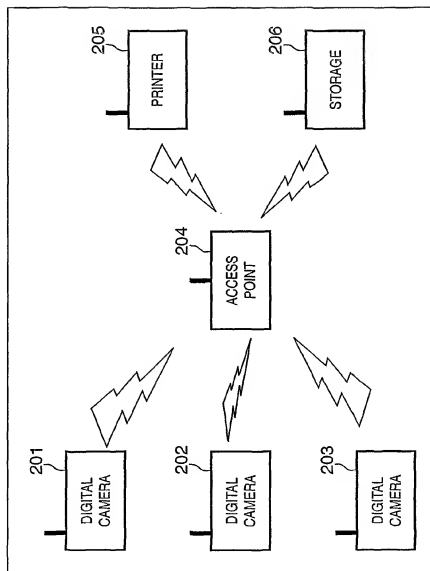 201
DIGITAL
CAMERA
202
DIGITAL
CAMERA
203
DIGITAL
CAMERA
204
ACCESS
POINT
205
PRINTER
206
STORAGE